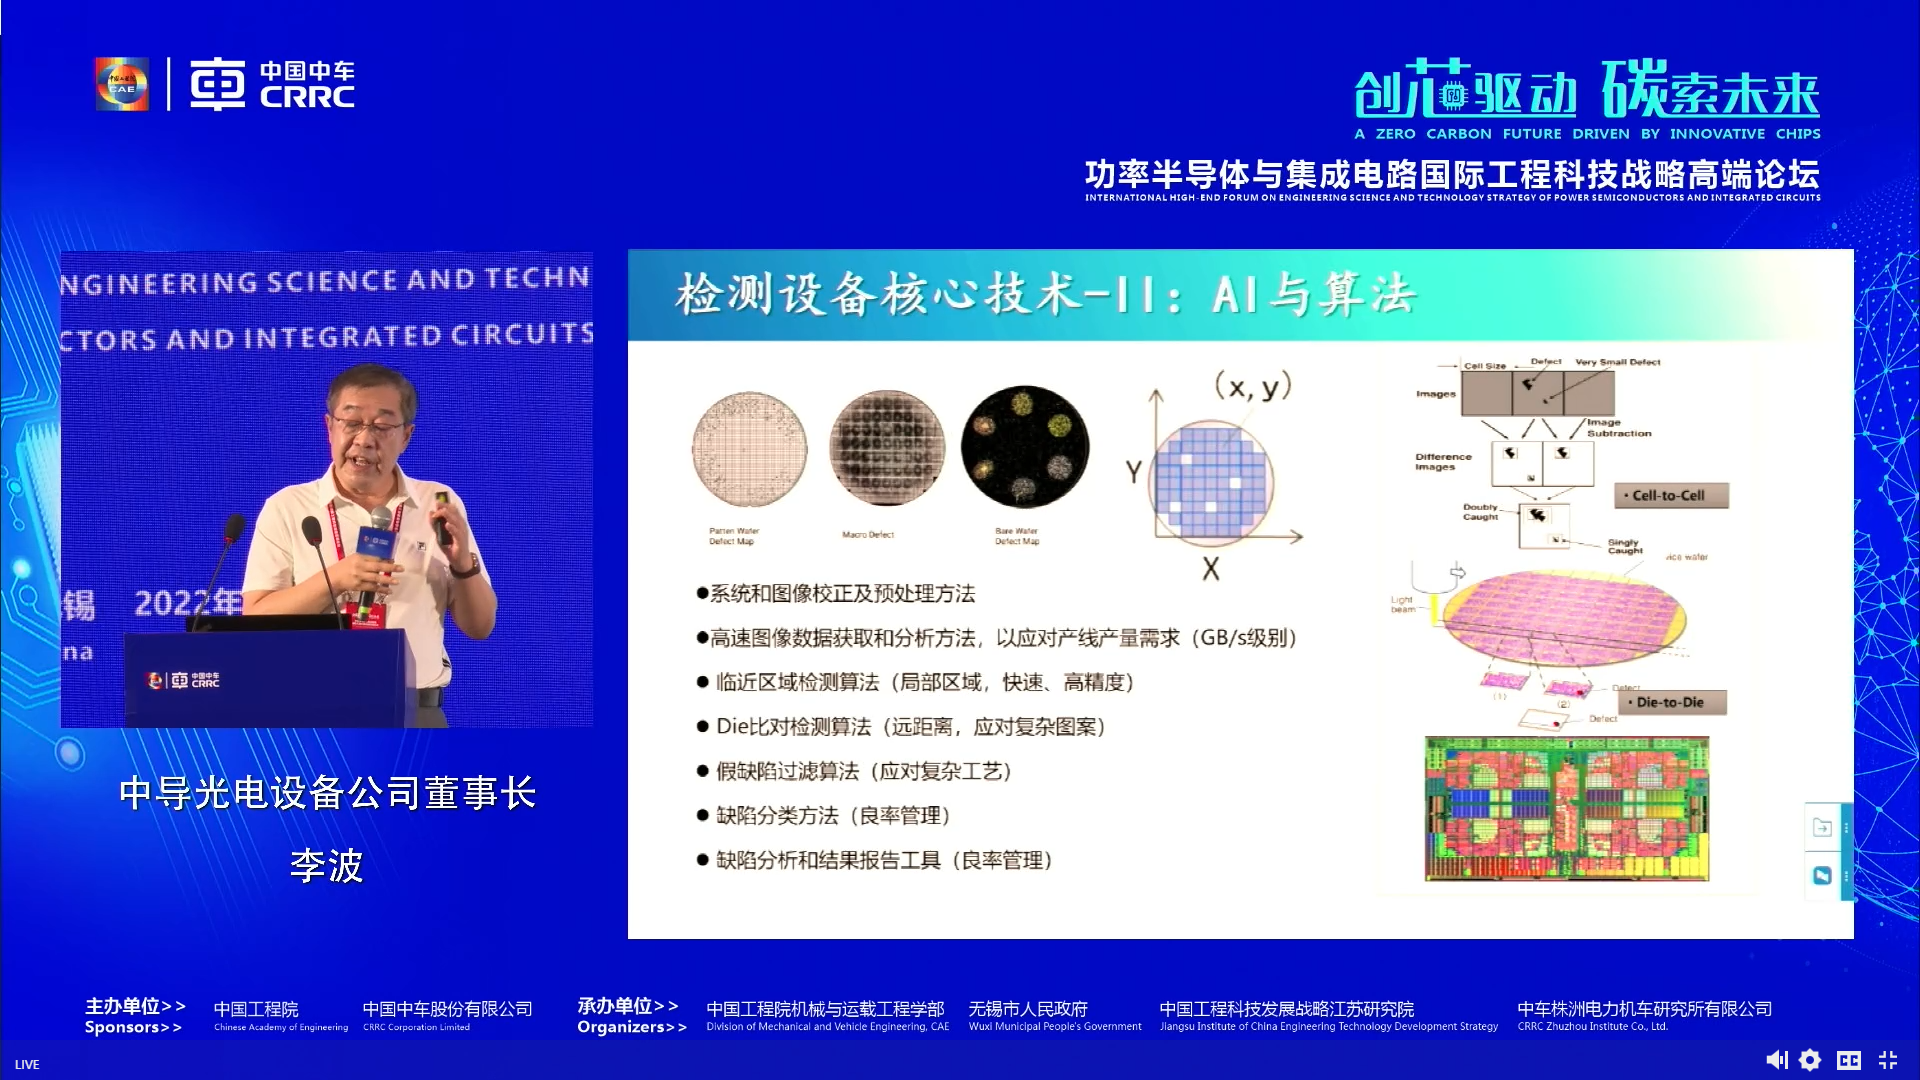 中国工程院
CAE
車
中国中车
CRRC
创芯驱动 碳索未来
A ZERO CARBON FUTURE DRIVEN BY INNOVATIVE CHIPS
功率半导体与集成电路国际工程科技战略高端论坛
INTERNATIONAL HIGH-END FORUM ON ENGINEERING SCIENCE AND TECHNOLOGY STRATEGY OF POWER SEMICONDUCTORS AND INTEGRATED CIRCUITS
NGINEERING SCIENCE AND TECHN
CTORS AND INTEGRATED CIRCUITS
锡 2022年
na
中国中车
CRRC
中导光电设备公司董事长
李波
检测设备核心技术-II：AI与算法
Patten Wafer
Defect Map
Macro Defect
Bare Wafer
Defect Map
(x, y)
Y
X
●系统和图像校正及预处理方法
●高速图像数据获取和分析方法，以应对产线产量需求（GB/s级别）
● 临近区域检测算法（局部区域，快速、高精度）
● Die比对检测算法（远距离，应对复杂图案）
● 假缺陷过滤算法（应对复杂工艺）
● 缺陷分类方法（良率管理）
● 缺陷分析和结果报告工具（良率管理）
Cell Size
Defect
Very Small Defect
Images
Image
Subtraction
Difference
Images
• Cell-to-Cell
Doubly
Caught
Singly
Caught
vice wafer
Light
beam
(1)
(2)
Defect
• Die-to-Die
Defect
主办单位>>
Sponsors>>
中国工程院
Chinese Academy of Engineering
中国中车股份有限公司
CRRC Corporation Limited
承办单位>>
Organizers>>
中国工程院机械与运载工程学部
Division of Mechanical and Vehicle Engineering, CAE
无锡市人民政府
Wuxi Municipal People's Government
中国工程科技发展战略江苏研究院
Jiangsu Institute of China Engineering Technology Development Strategy
中车株洲电力机车研究所有限公司
CRRC Zhuzhou Institute Co., Ltd.
LIVE
CC